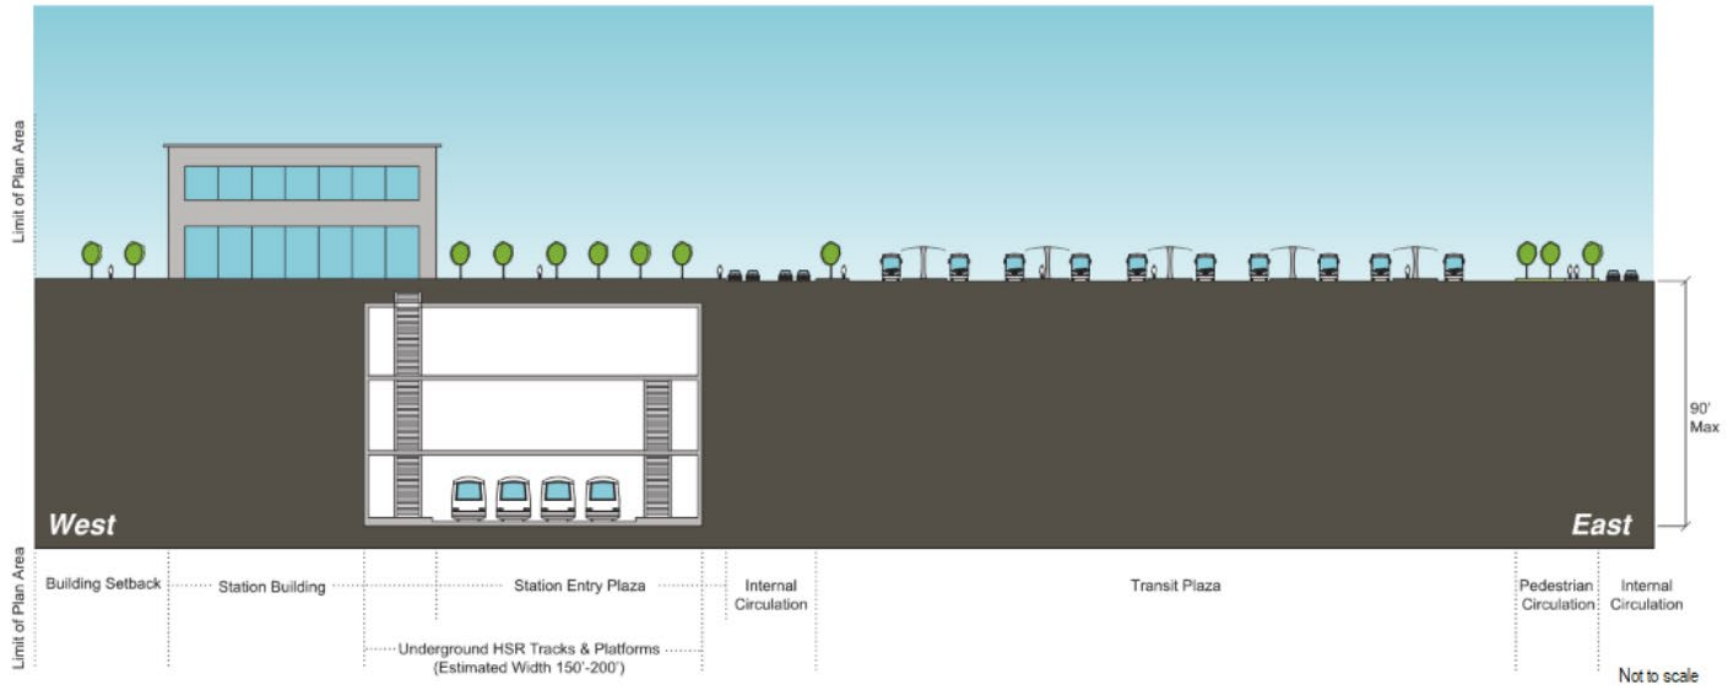 Limit of Plan Area
90'
Max
West
East
Limit of Plan Area
Building Setback
Station Building
Station Entry Plaza
Internal
Circulation
Transit Plaza
Pedestrian
Circulation
Internal
Circulation
Underground HSR Tracks & Platforms
(Estimated Width 150'-200')
Not to scale